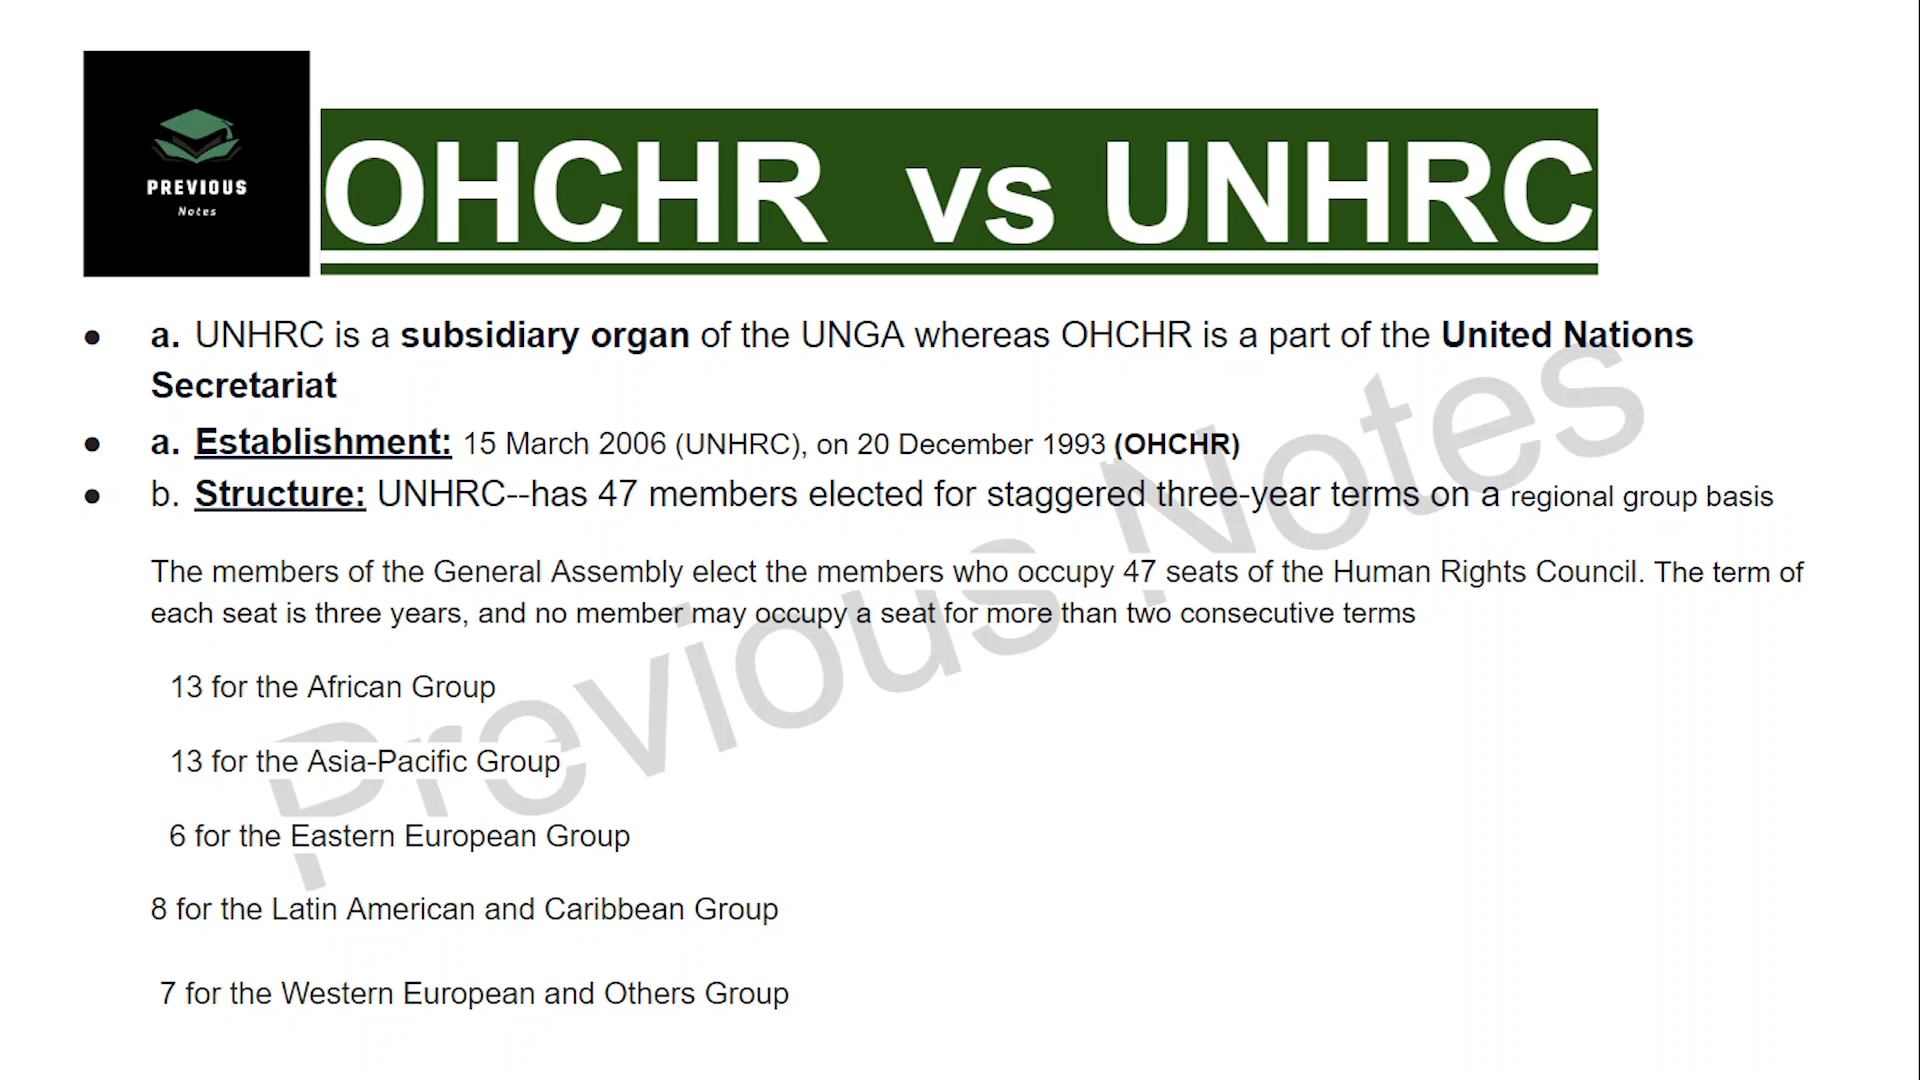 PREVIOUS
Notes
OHCHR vs UNHRC
● a. UNHRC is a subsidiary organ of the UNGA whereas OHCHR is a part of the United Nations
Secretariat
● a. Establishment: 15 March 2006 (UNHRC), on 20 December 1993 (OHCHR)
● b. Structure: UNHRC--has 47 members elected for staggered three-year terms on a regional group basis
The members of the General Assembly elect the members who occupy 47 seats of the Human Rights Council. The term of
each seat is three years, and no member may occupy a seat for more than two consecutive terms
13 for the African Group
13 for the Asia-Pacific Group
6 for the Eastern European Group
8 for the Latin American and Caribbean Group
7 for the Western European and Others Group
Previous Notes